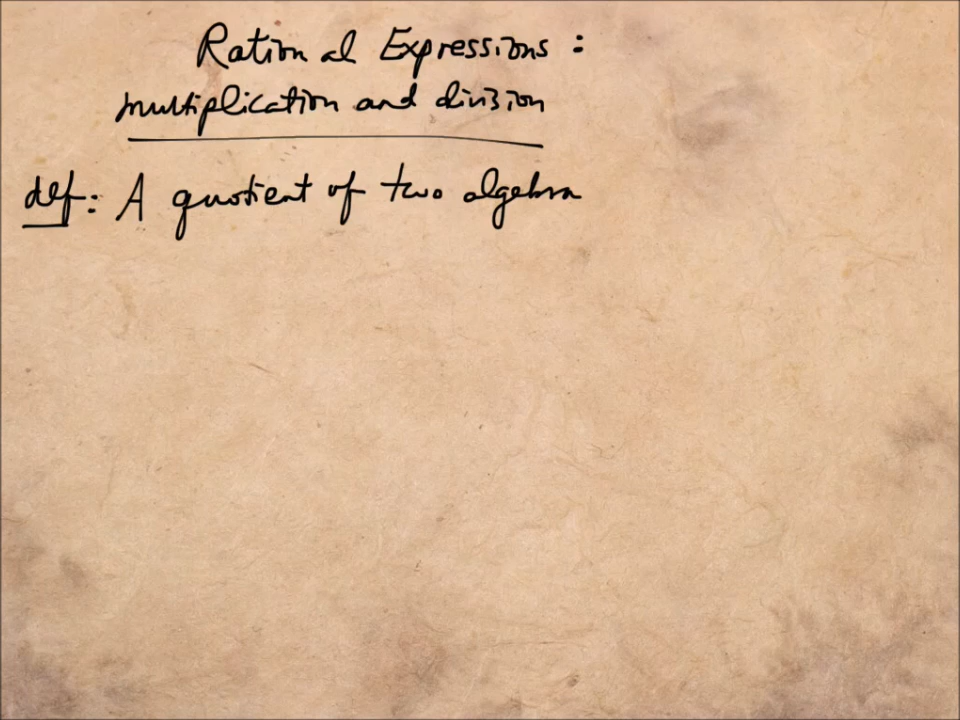 Rational Expressions :
multiplication and division
def: A quotient of two algebra